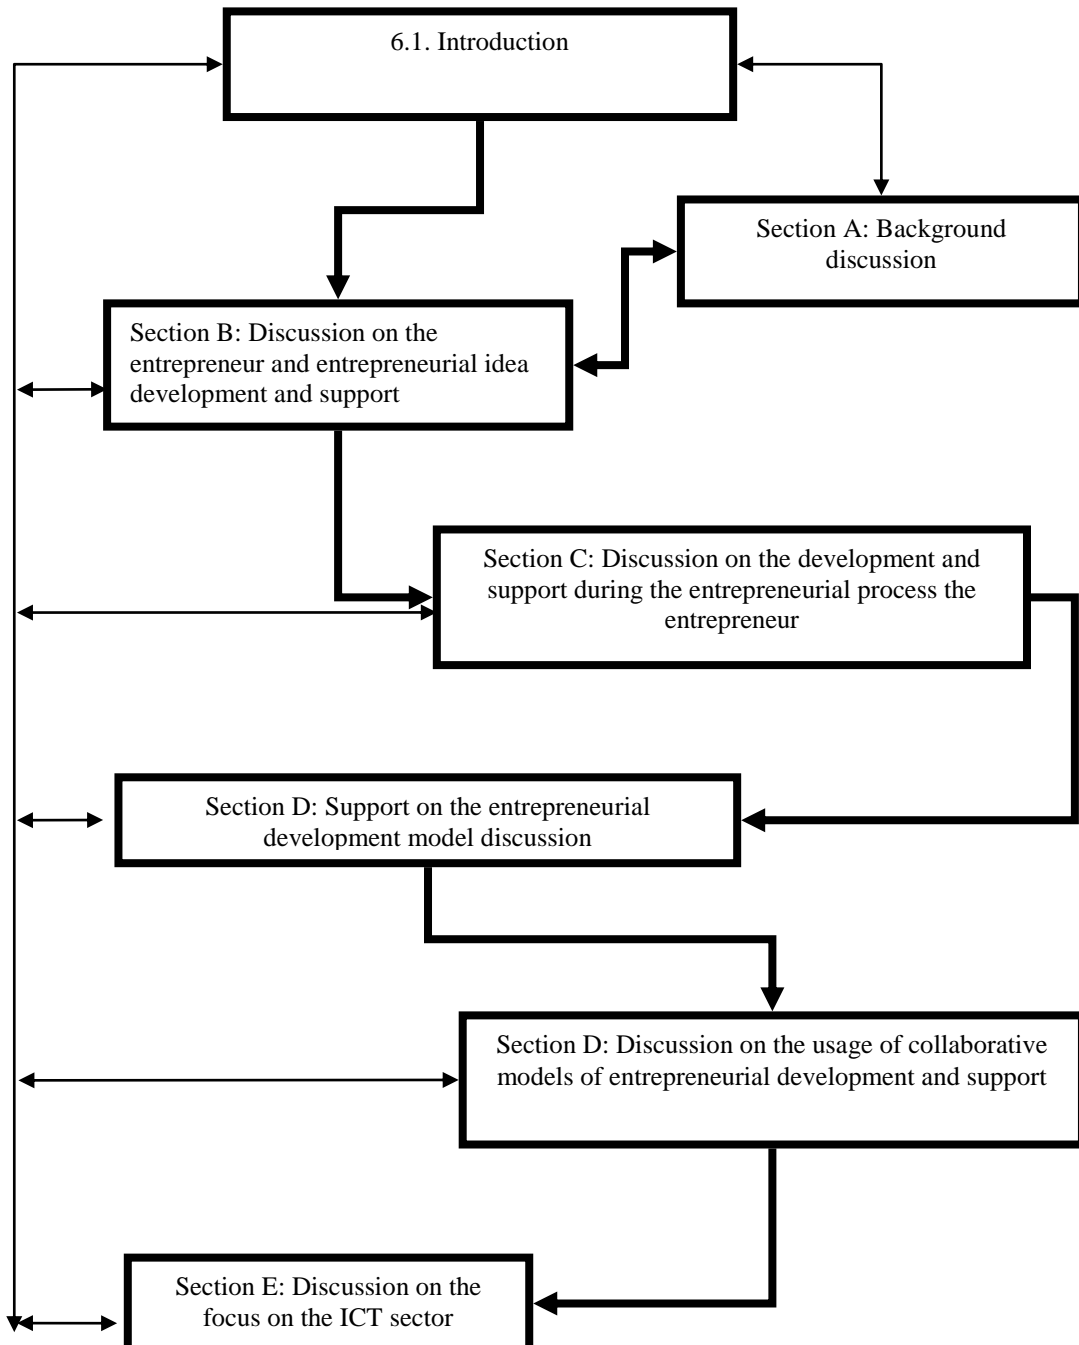 6.1. Introduction
Section A: Background
discussion
Section B: Discussion on the
entrepreneur and entrepreneurial idea
development and support
Section C: Discussion on the development and
support during the entrepreneurial process the
entrepreneur
Section D: Support on the entrepreneurial
development model discussion
Section D: Discussion on the usage of collaborative
models of entrepreneurial development and support
Section E: Discussion on the
focus on the ICT sector